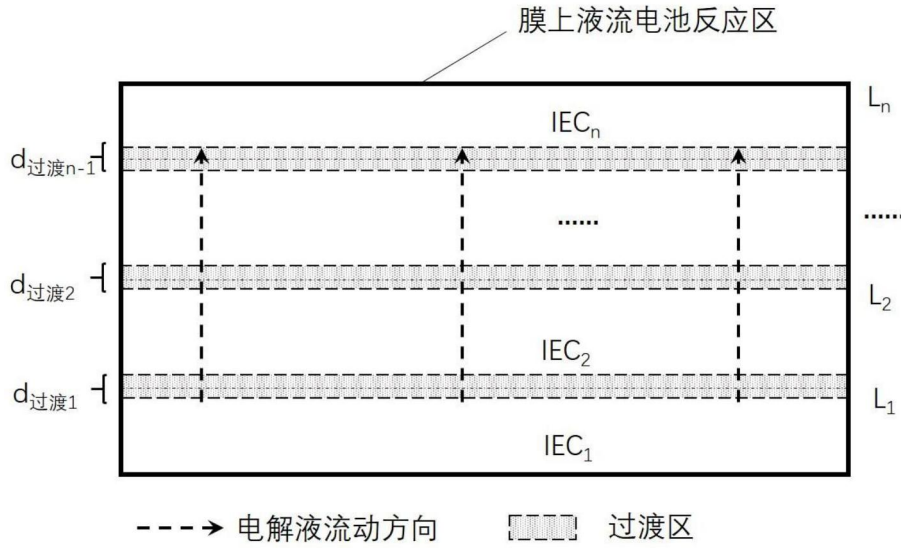 膜上液流电池反应区
Lₙ
IECₙ
d过渡n-1
......
......
d过渡2
L₂
IEC₂
d过渡1
L₁
IEC₁
电解液流动方向
过渡区